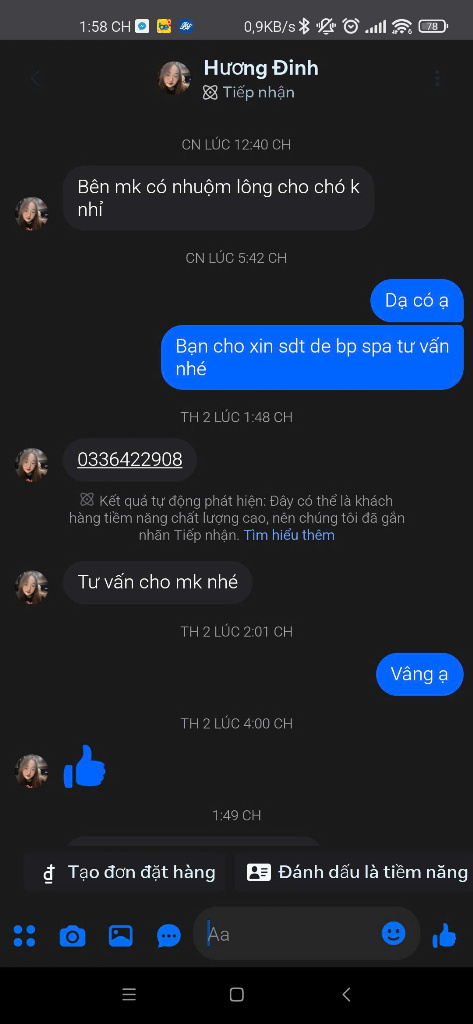 1:58 CH 0,9KB/s 78
Hương Đinh
Tiếp nhận
CN LÚC 12:40 CH
Bên mk có nhuộm lông cho chó k
nhỉ
CN LÚC 5:42 CH
Dạ có ạ
Bạn cho xin sdt de bp spa tư vấn
nhé
TH 2 LÚC 1:48 CH
0336422908
Kết quả tự động phát hiện: Đây có thể là khách
hàng tiềm năng chất lượng cao, nên chúng tôi đã gắn
nhãn Tiếp nhận. Tìm hiểu thêm
Tư vấn cho mk nhé
TH 2 LÚC 2:01 CH
Vâng ạ
TH 2 LÚC 4:00 CH
1:49 CH
đ Tạo đơn đặt hàng Đánh dấu là tiềm năng
Aa